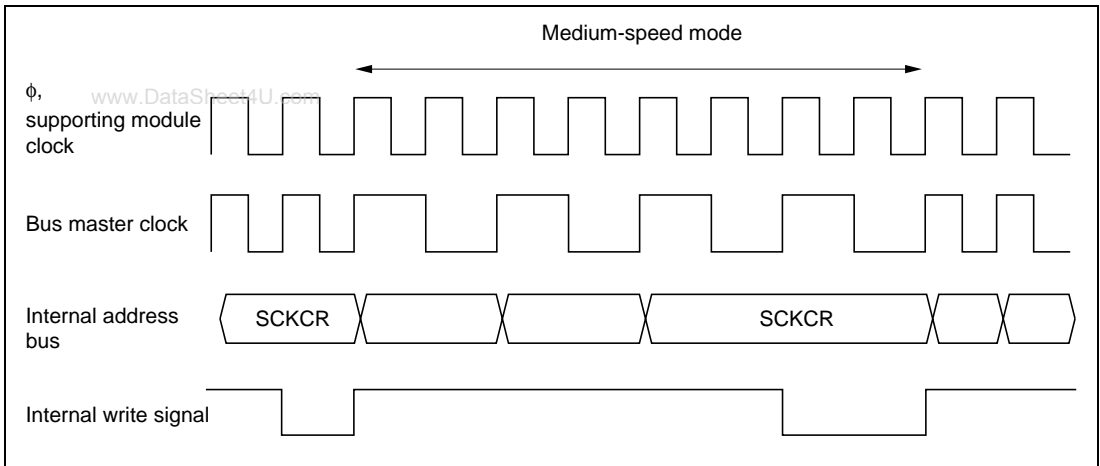 Medium-speed mode
φ,
www.DataSheet4U.com
supporting module
clock
Bus master clock
Internal address
bus
SCKCR
SCKCR
Internal write signal